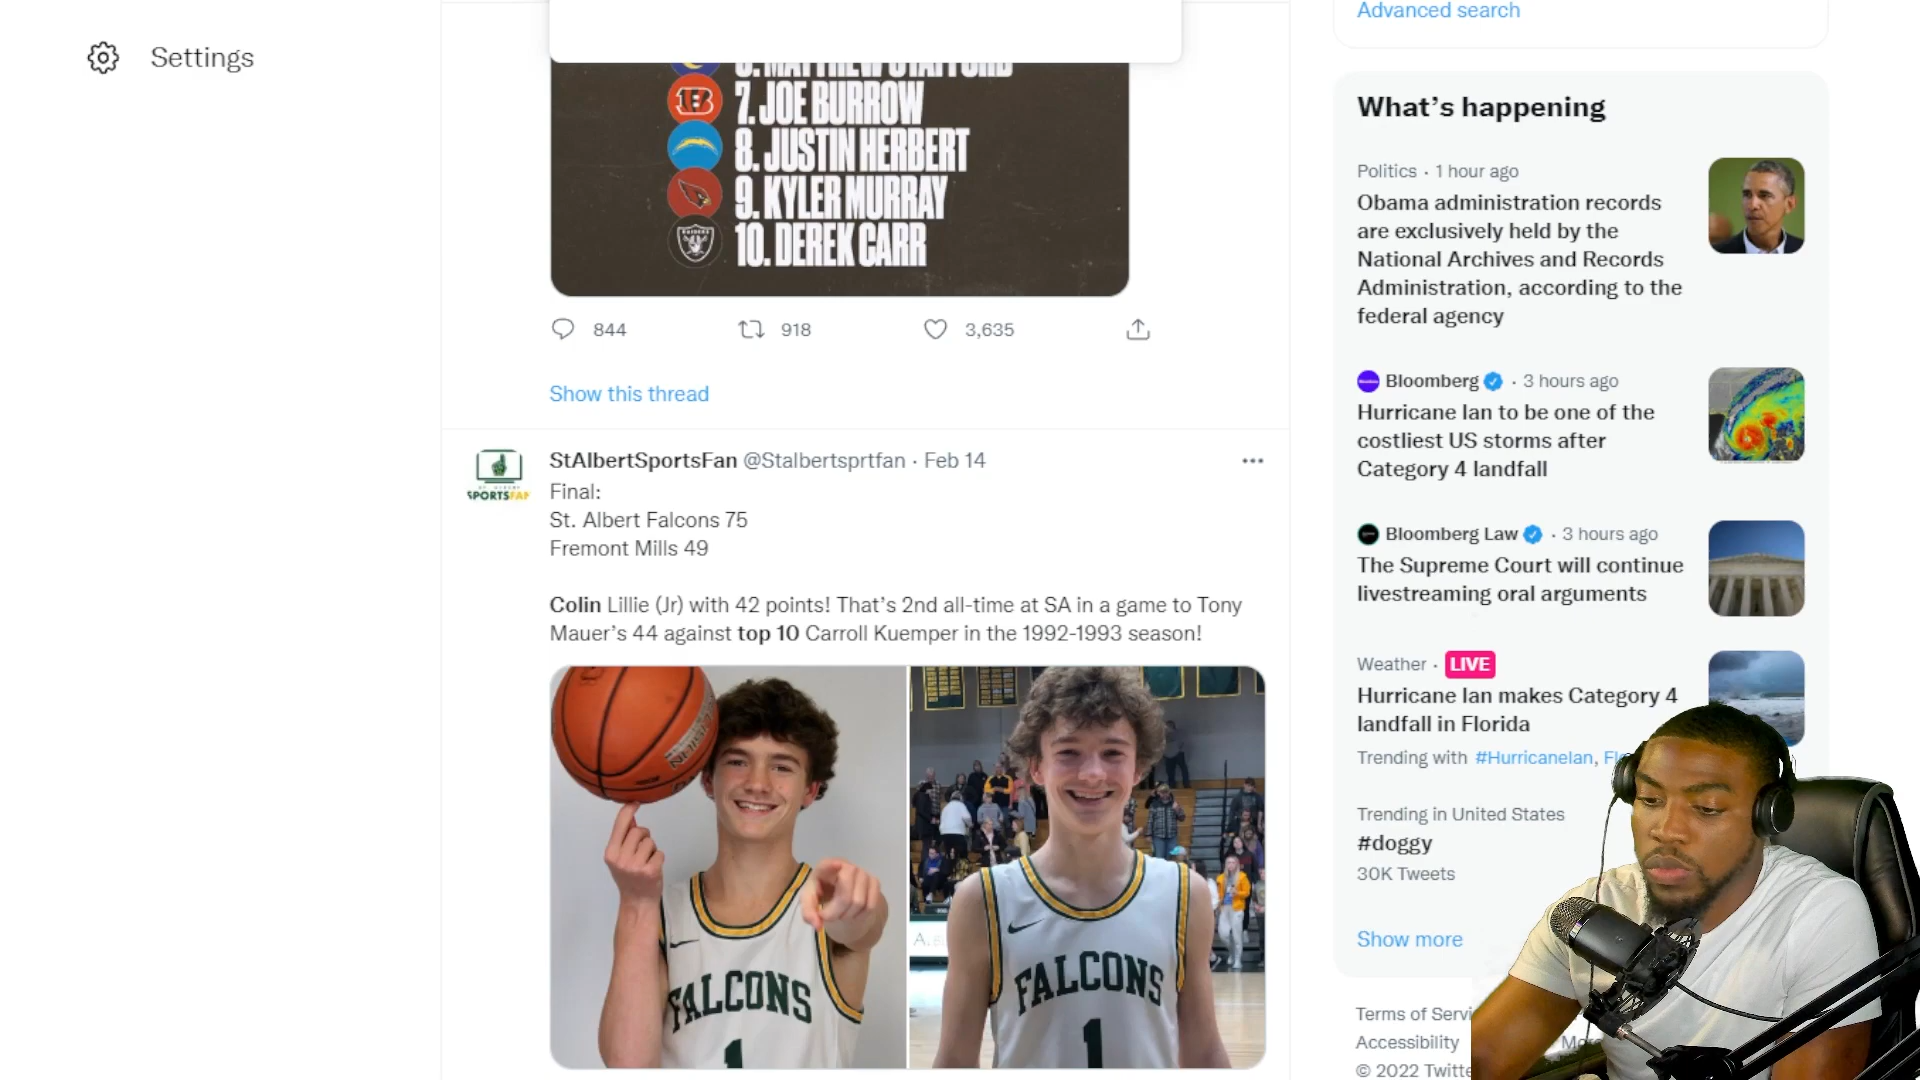 Settings
6. MATTHEW STAFFORD
7. JOE BURROW
8. JUSTIN HERBERT
9. KYLER MURRAY
RAIDERS
10. DEREK CARR
844
918
3,635
Show this thread
SPORTSFAN
StAlbertSportsFan @Stalbertsprtfan · Feb 14
Final:
St. Albert Falcons 75
Fremont Mills 49
Colin Lillie (Jr) with 42 points! That’s 2nd all-time at SA in a game to Tony
Mauer’s 44 against top 10 Carroll Kuemper in the 1992-1993 season!
FALCONS
1
FALCONS
1
Advanced search
What’s happening
Politics · 1 hour ago
Obama administration records
are exclusively held by the
National Archives and Records
Administration, according to the
federal agency
Bloomberg · 3 hours ago
Hurricane Ian to be one of the
costliest US storms after
Category 4 landfall
Bloomberg Law · 3 hours ago
The Supreme Court will continue
livestreaming oral arguments
Weather · LIVE
Hurricane Ian makes Category 4
landfall in Florida
Trending with #HurricaneIan,
Trending in United States
#doggy
30K Tweets
Show more
Terms of Servi
Accessibility
© 2022 Twitte